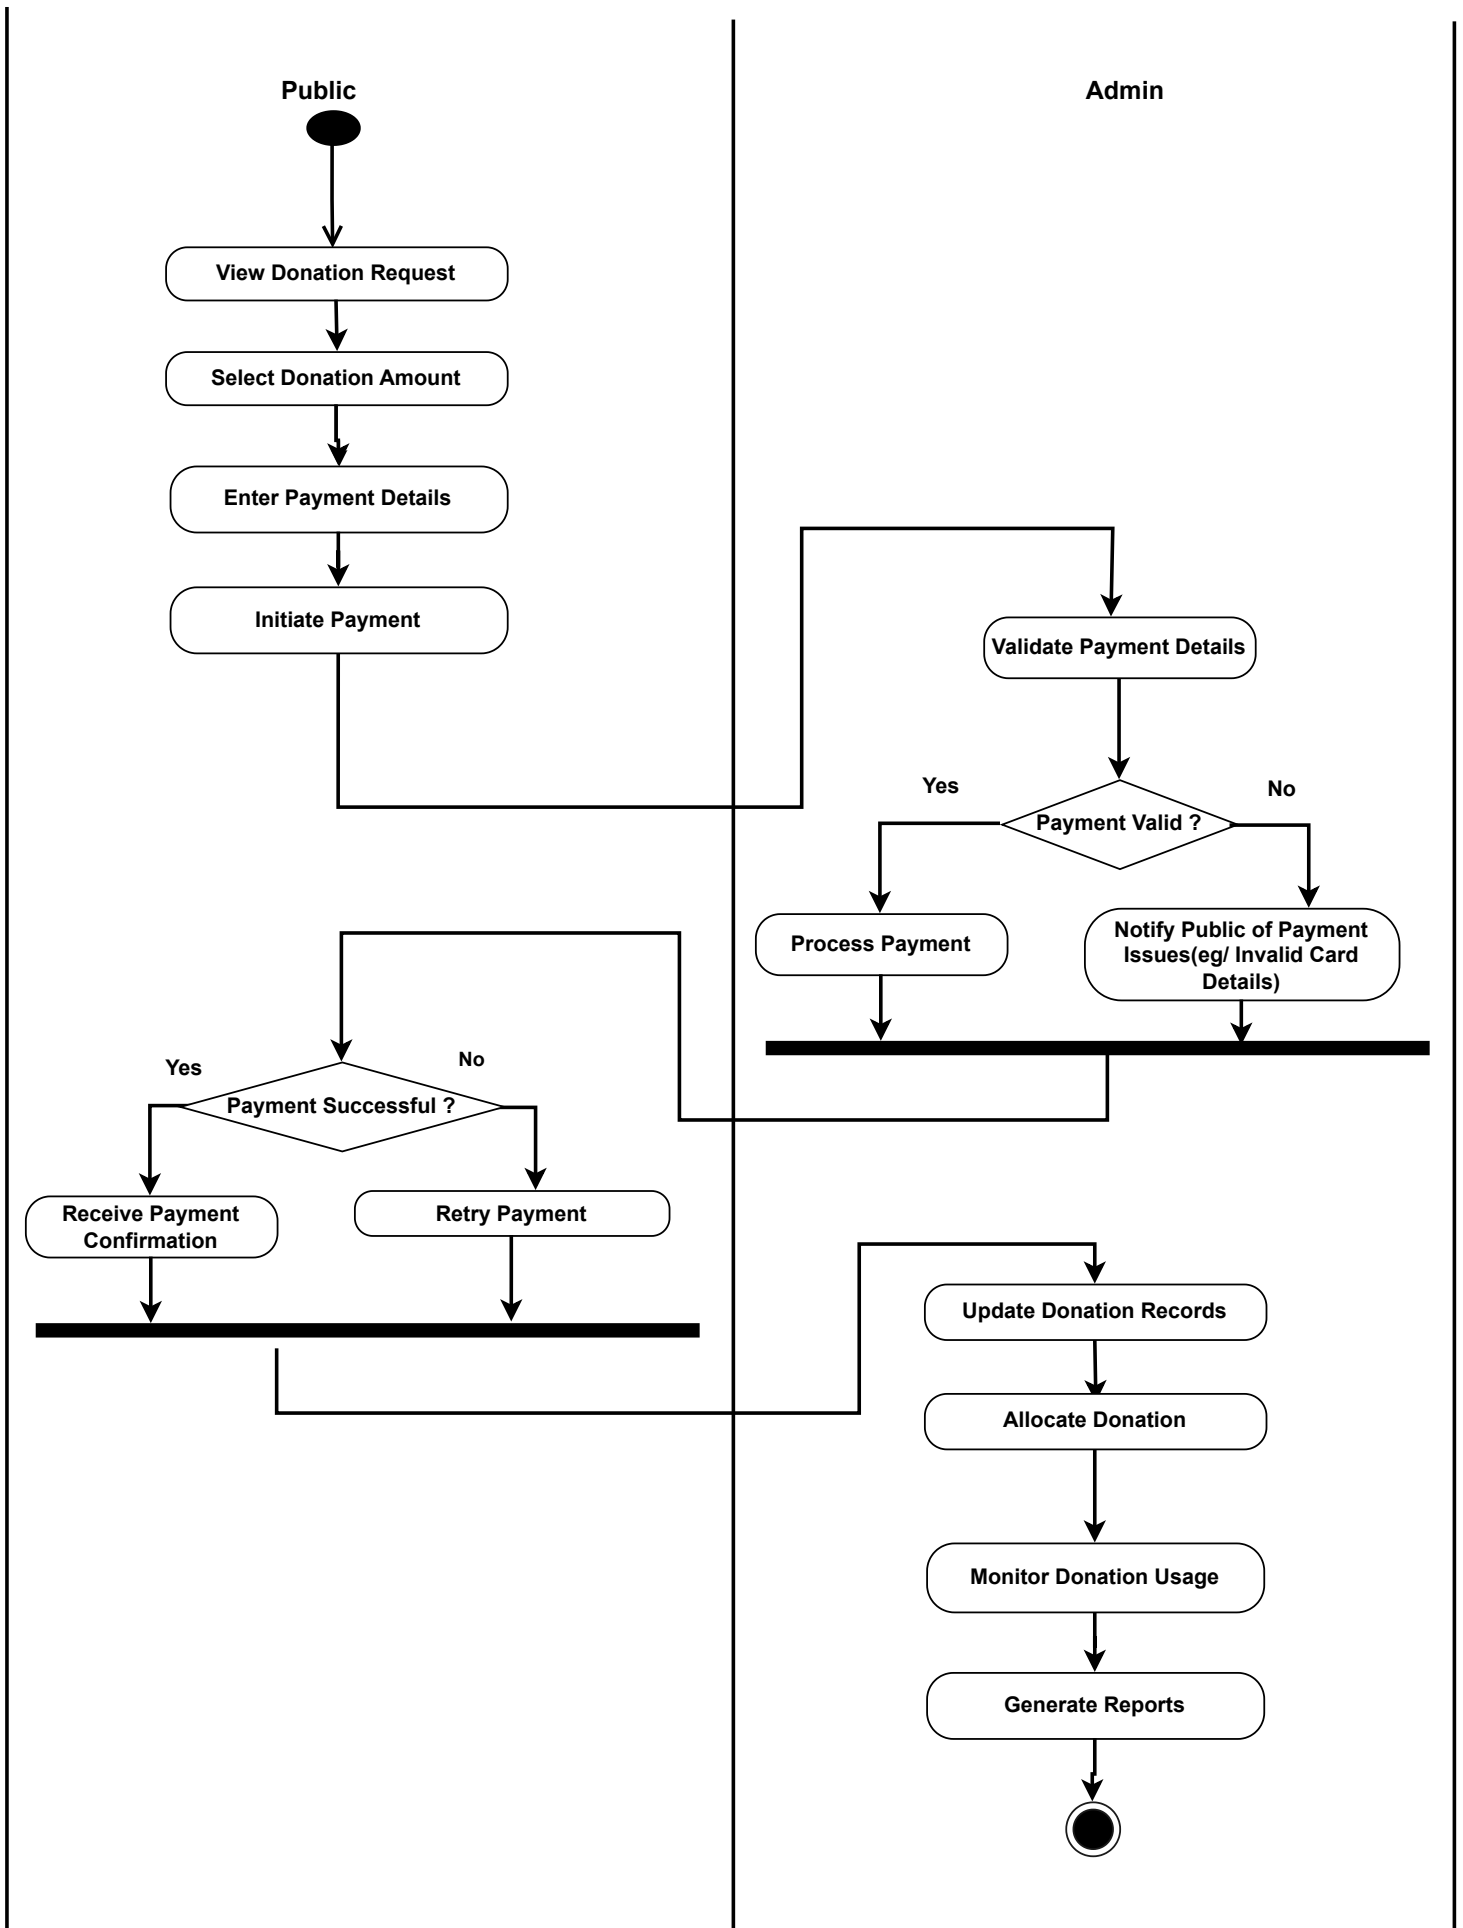 Public
Admin
View Donation Request
Select Donation Amount
Enter Payment Details
Initiate Payment
Validate Payment Details
Yes
No
Payment Valid ?
Process Payment
Notify Public of Payment
Issues(eg/ Invalid Card
Details)
Yes
No
Payment Successful ?
Receive Payment
Confirmation
Retry Payment
Update Donation Records
Allocate Donation
Monitor Donation Usage
Generate Reports